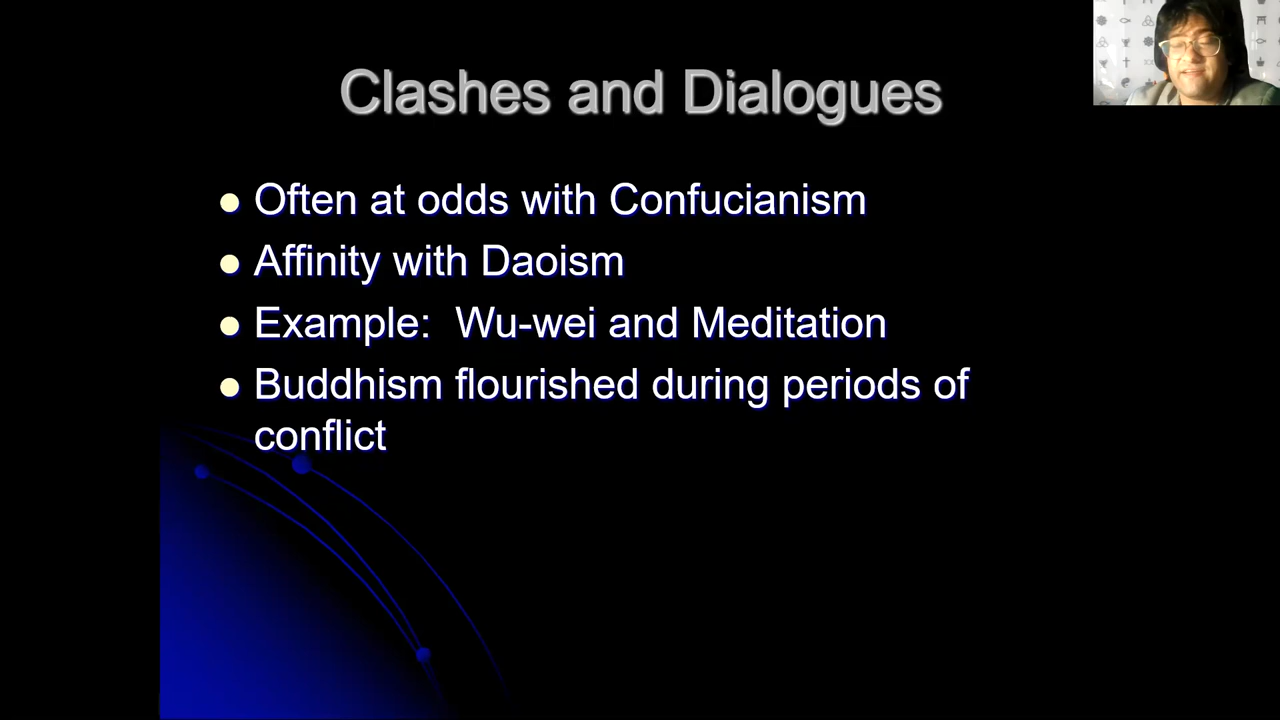 Clashes and Dialogues
Often at odds with Confucianism
Affinity with Daoism
Example:  Wu-wei and Meditation
Buddhism flourished during periods of
conflict